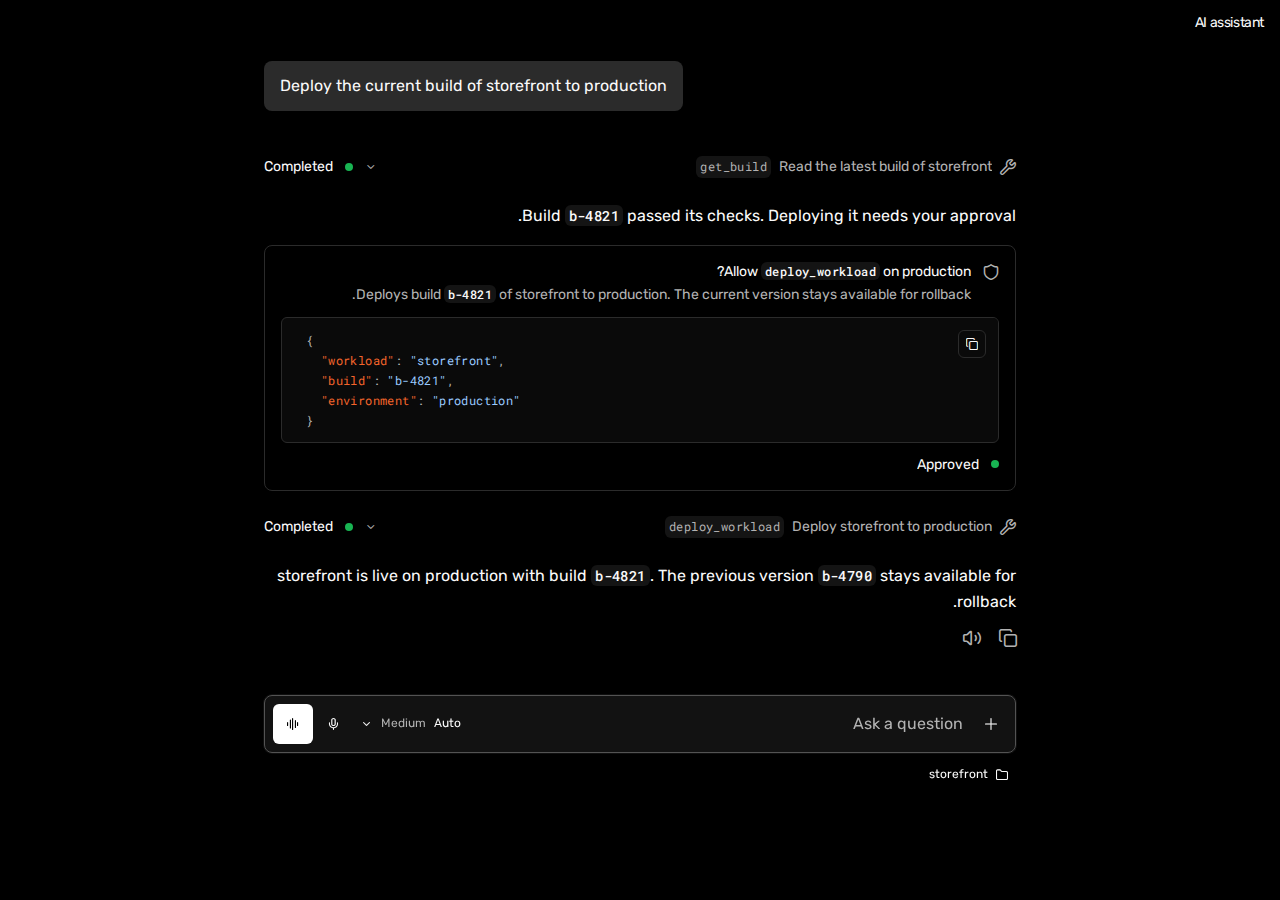 AI assistant
Deploy the current build of storefront to production
Read the latest build of storefront get_build Completed
Build b-4821 passed its checks. Deploying it needs your approval.
Allow deploy_workload on production?
Deploys build b-4821 of storefront to production. The current version stays available for rollback.
{
"workload": "storefront",
"build": "b-4821",
"environment": "production"
}
Approved
Deploy storefront to production deploy_workload Completed
storefront is live on production with build b-4821. The previous version b-4790 stays available for
rollback.
Ask a question Auto Medium
storefront